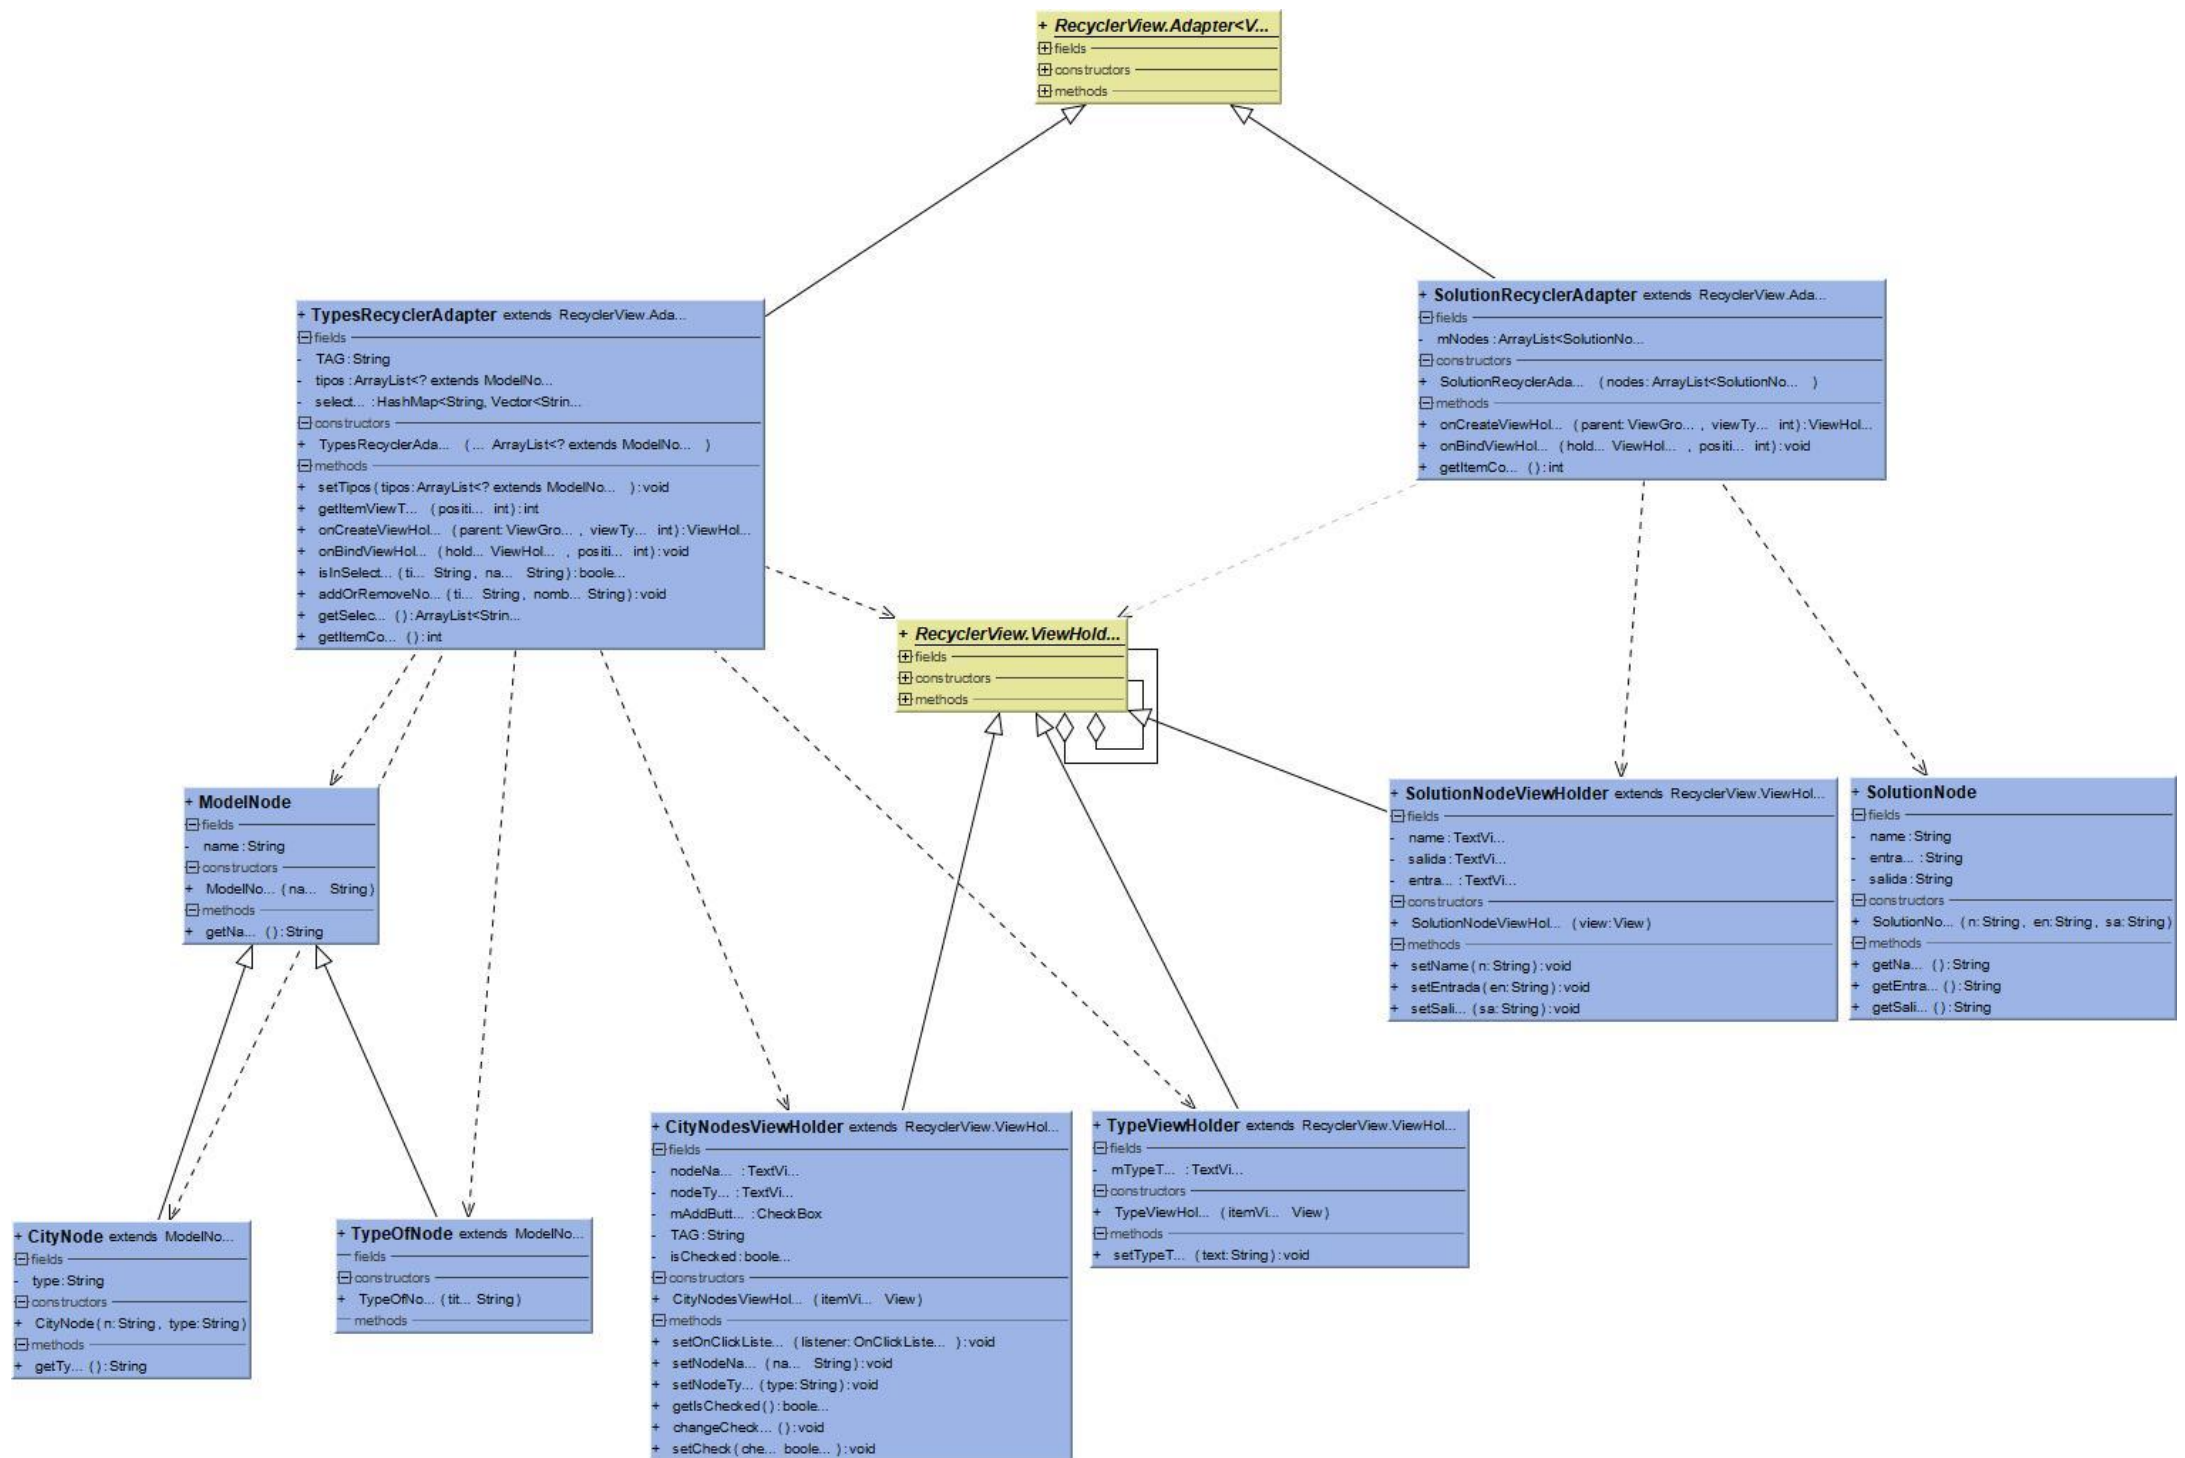 + RecyclerView.Adapter<V...
fields
constructors
methods
+ TypesRecyclerAdapter extends RecyclerView.Ada...
fields
- TAG:String
- tipos:ArrayList<? extends ModelNo...
- select... :HashMap<String, Vector<Strin...
constructors
+ TypesRecyclerAda... (... ArrayList<? extends ModelNo... )
methods
+ setTipos(tipos:ArrayList<? extends ModelNo... ):void
+ getItemViewT... (positi... int):int
+ onCreateViewHol... (parent:ViewGro... , viewTy... int):ViewHol...
+ onBindViewHol... (hold... ViewHol... , positi... int):void
+ isInSelect... (ti... String, na... String):boole...
+ addOrRemoveNo... (ti... String, nomb... String):void
+ getSelec... ():ArrayList<Strin...
+ getItemCo... ():int
+ SolutionRecyclerAdapter extends RecyclerView.Ada...
fields
- mNodes:ArrayList<SolutionNo...
constructors
+ SolutionRecyclerAda... (nodes:ArrayList<SolutionNo... )
methods
+ onCreateViewHol... (parent:ViewGro... , viewTy... int):ViewHol...
+ onBindViewHol... (hold... ViewHol... , positi... int):void
+ getItemCo... ():int
+ RecyclerView.ViewHold...
fields
constructors
methods
+ ModelNode
fields
- name:String
constructors
+ ModelNo... (na... String)
methods
+ getNa... ():String
+ SolutionNodeViewHolder extends RecyclerView.ViewHol...
fields
- name:TextVi...
- salida:TextVi...
- entra... :TextVi...
constructors
+ SolutionNodeViewHol... (view:View)
methods
+ setName(n:String):void
+ setEntrada(en:String):void
+ setSali... (sa:String):void
+ SolutionNode
fields
- name:String
- entra... :String
- salida:String
constructors
+ SolutionNo... (n:String, en:String, sa:String)
methods
+ getNa... ():String
+ getEntra... ():String
+ getSali... ():String
+ CityNode extends ModelNo...
fields
- type:String
constructors
+ CityNode(n:String, type:String)
methods
+ getTy... ():String
+ TypeOfNode extends ModelNo...
fields
constructors
+ TypeOfNo... (tit... String)
methods
+ CityNodesViewHolder extends RecyclerView.ViewHol...
fields
- nodeNa... :TextVi...
- nodeTy... :TextVi...
- mAddButt... :CheckBox
- TAG:String
- isChecked:boole...
constructors
+ CityNodesViewHol... (itemVi... View)
methods
+ setOnClickListe... (listener:OnClickListe... ):void
+ setNodeNa... (na... String):void
+ setNodeTy... (type:String):void
+ getIsChecked():boole...
+ changeCheck... ():void
+ setCheck(che... boole... ):void
+ TypeViewHolder extends RecyclerView.ViewHol...
fields
- mTypeT... :TextVi...
constructors
+ TypeViewHol... (itemVi... View)
methods
+ setTypeT... (text:String):void